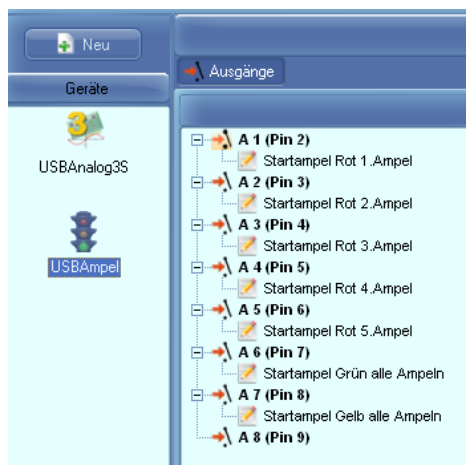 Neu
Geräte
USBAnalog3S
USBAmpel
Ausgänge
A 1 (Pin 2)
Startampel Rot 1.Ampel
A 2 (Pin 3)
Startampel Rot 2.Ampel
A 3 (Pin 4)
Startampel Rot 3.Ampel
A 4 (Pin 5)
Startampel Rot 4.Ampel
A 5 (Pin 6)
Startampel Rot 5.Ampel
A 6 (Pin 7)
Startampel Grün alle Ampeln
A 7 (Pin 8)
Startampel Gelb alle Ampeln
A 8 (Pin 9)